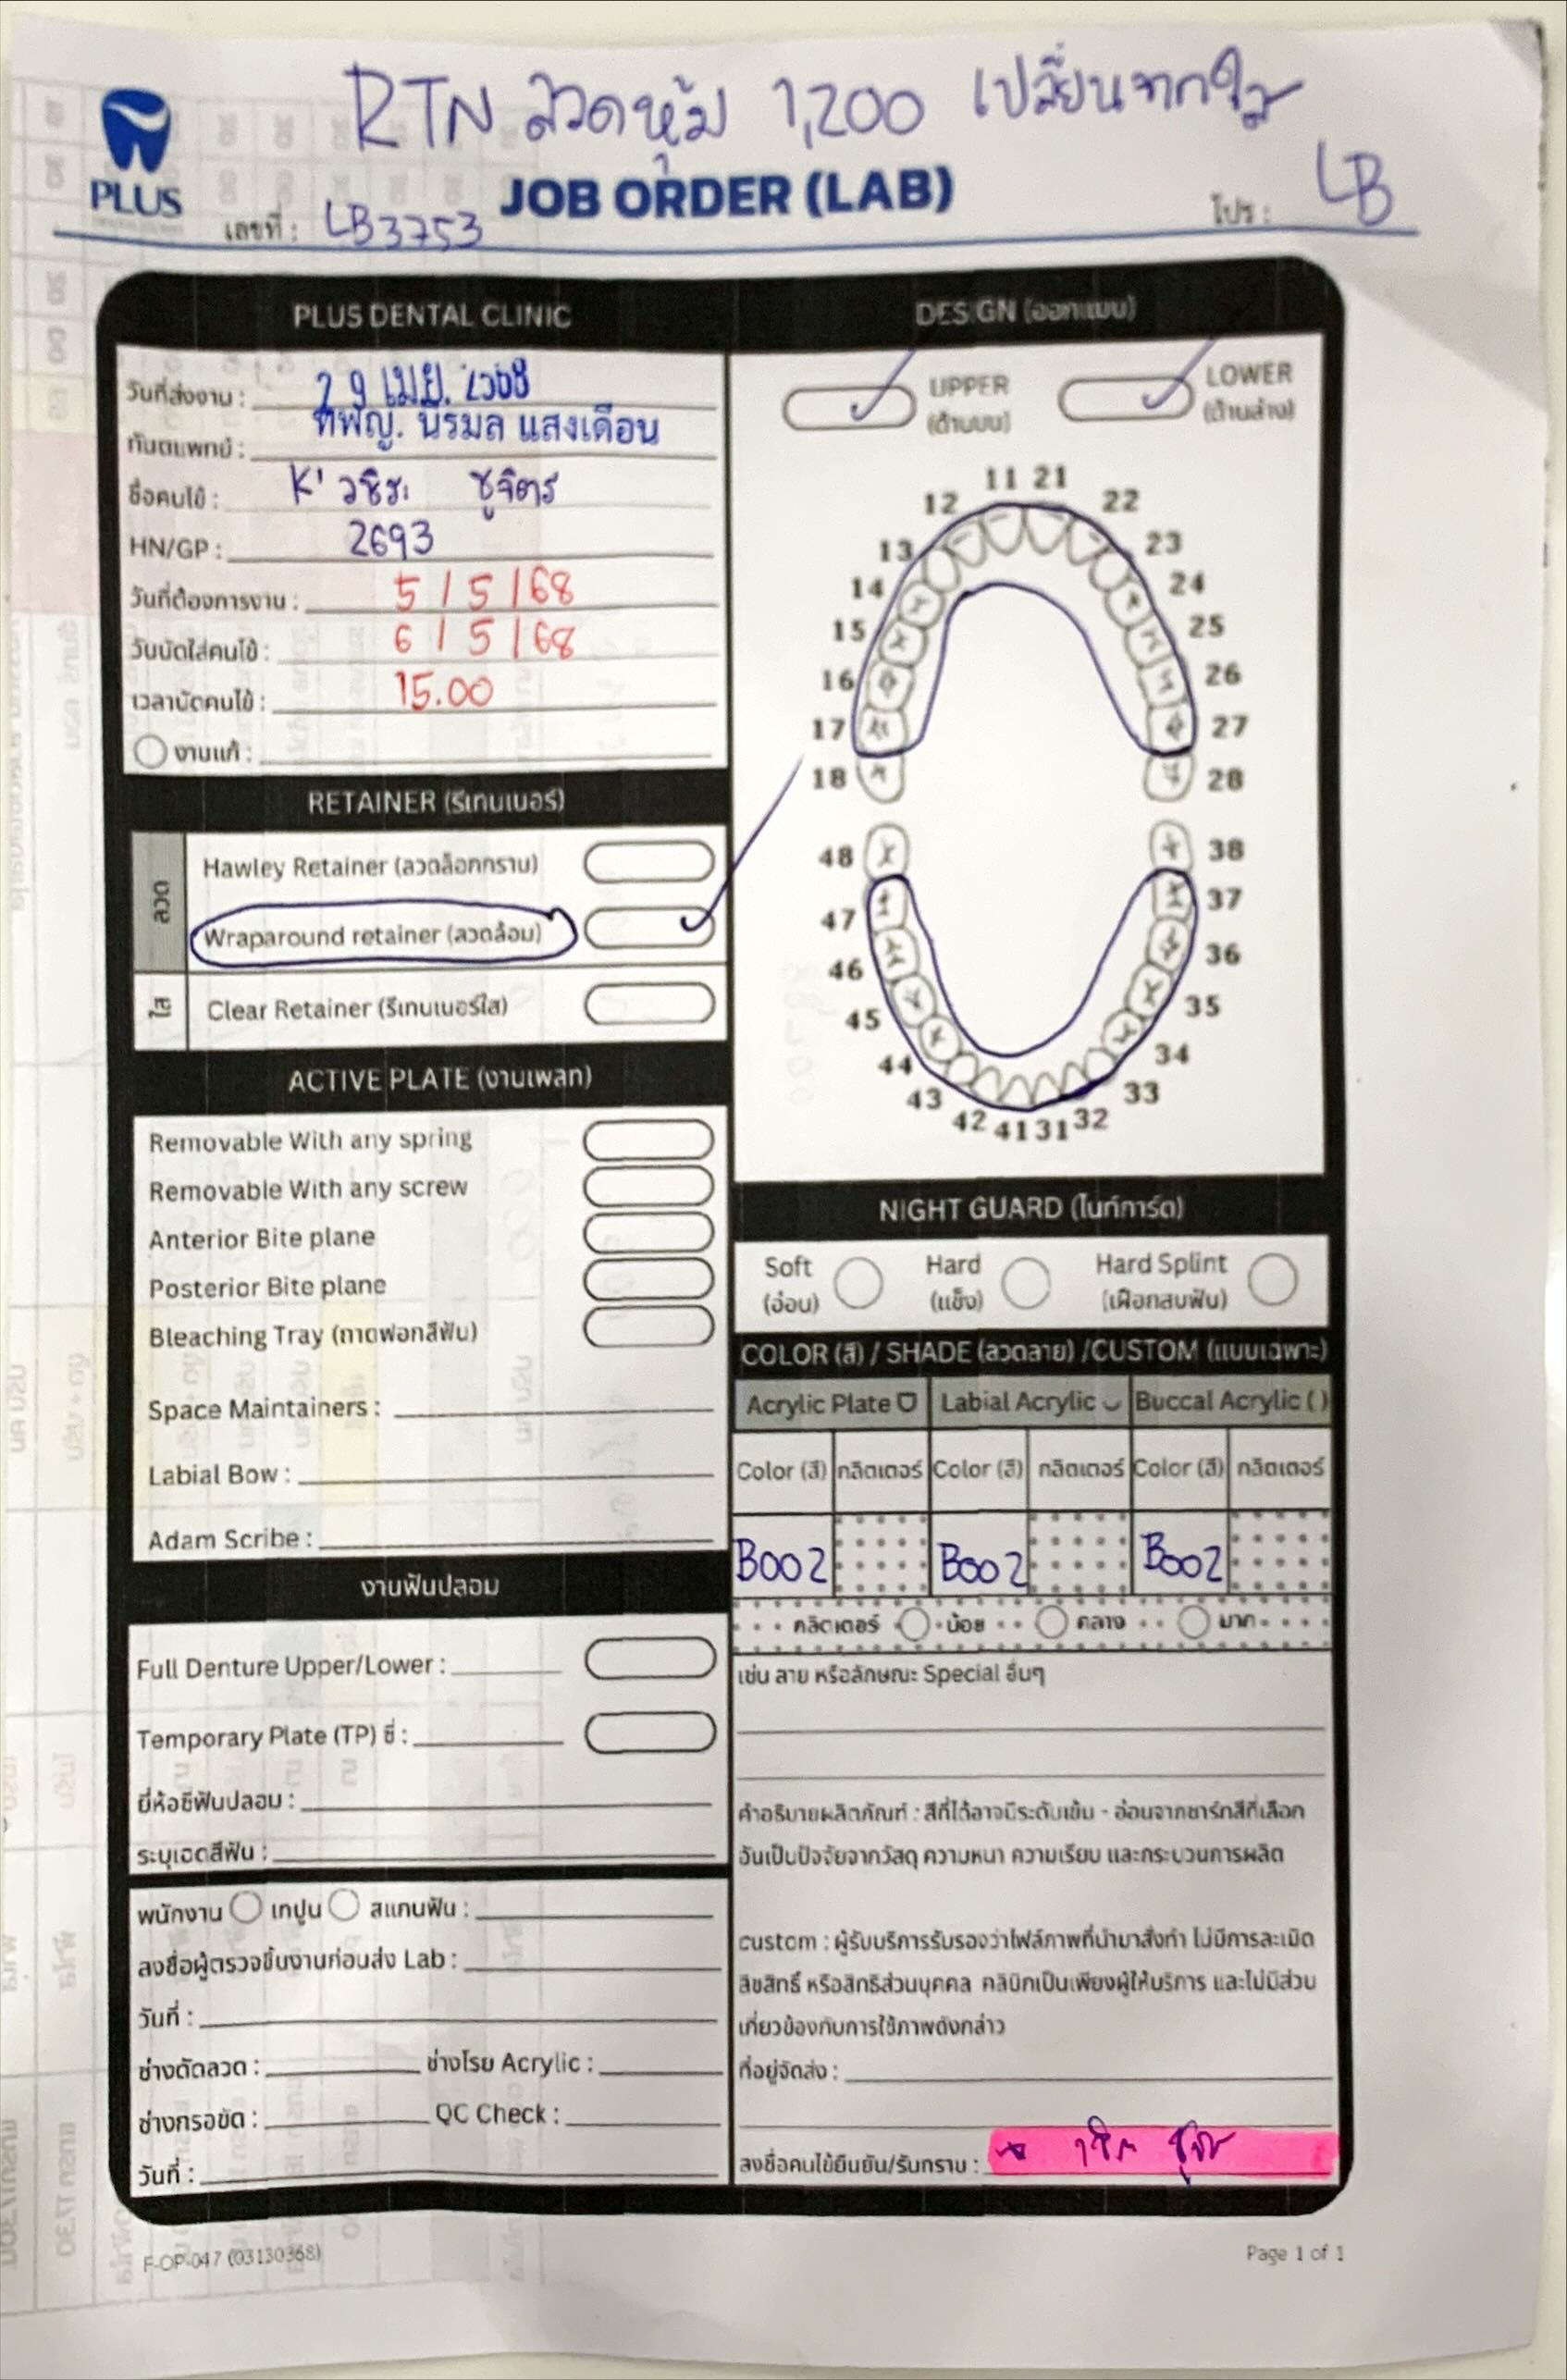 RTN ลวดหุ้ม 1,200 เปลี่ยนจากใส
PLUS
JOB ORDER (LAB)
เลขที่ : LB3753
โปร : LB
PLUS DENTAL CLINIC
วันที่ส่งงาน : 29 เม.ย. 2568
ทันตแพทย์ : ทพญ. นิรมล แสงเดือน
ชื่อคนไข้ : K' วชิระ ชูจิตร
HN/GP : 2693
วันที่ต้องการงาน : 5 / 5 / 68
วันนัดใส่คนไข้ : 6 / 5 / 68
เวลานัดคนไข้ : 15.00
งานแก้ :
RETAINER (รีเทนเนอร์)
ลวด
Hawley Retainer (ลวดล็อกกราม)
Wraparound retainer (ลวดล้อม)
ใส
Clear Retainer (รีเทนเนอร์ใส)
ACTIVE PLATE (งานเพลท)
Removable With any spring
Removable With any screw
Anterior Bite plane
Posterior Bite plane
Bleaching Tray (ถาดฟอกสีฟัน)
Space Maintainers :
Labial Bow :
Adam Scribe :
งานฟันปลอม
Full Denture Upper/Lower :
Temporary Plate (TP) ซี่ :
ยี่ห้อซี่ฟันปลอม :
ระบุเฉดสีฟัน :
พนักงาน เทปูน สแกนฟัน :
ลงชื่อผู้ตรวจชิ้นงานก่อนส่ง Lab :
วันที่ :
ช่างดัดลวด : ช่างโรย Acrylic :
ช่างกรอขัด : QC Check :
วันที่ :
DESIGN (ออกแบบ)
UPPER (ด้านบน)
LOWER (ด้านล่าง)
11 21
12 22
13 23
14 24
15 25
16 26
17 27
18 28
48 38
47 37
46 36
45 35
44 34
43 33
42 41 31 32
NIGHT GUARD (ไนท์การ์ด)
Soft (อ่อน)
Hard (แข็ง)
Hard Splint (เฝือกสบฟัน)
COLOR (สี) / SHADE (ลวดลาย) /CUSTOM (แบบเฉพาะ)
Acrylic Plate Labial Acrylic Buccal Acrylic ( )
Color (สี) กลิตเตอร์ Color (สี) กลิตเตอร์ Color (สี) กลิตเตอร์
B002 B002 B002
กลิตเตอร์ น้อย กลาง มาก
เช่น ลาย หรือลักษณะ Special อื่นๆ
คำอธิบายผลิตภัณฑ์ : สีที่ได้อาจมีระดับเข้ม - อ่อนจากชาร์ทสีที่เลือก
อันเป็นปัจจัยจากวัสดุ ความหนา ความเรียบ และกระบวนการผลิต
custom : ผู้รับบริการรับรองว่าไฟล์ภาพที่นำมาสั่งทำ ไม่มีการละเมิด
ลิขสิทธิ์ หรือสิทธิส่วนบุคคล คลินิกเป็นเพียงผู้ให้บริการ และไม่มีส่วน
เกี่ยวข้องกับการใช้ภาพดังกล่าว
ที่อยู่จัดส่ง :
ลงชื่อคนไข้ยืนยัน/รับทราบ :
F-OP-047 (03130368)
Page 1 of 1